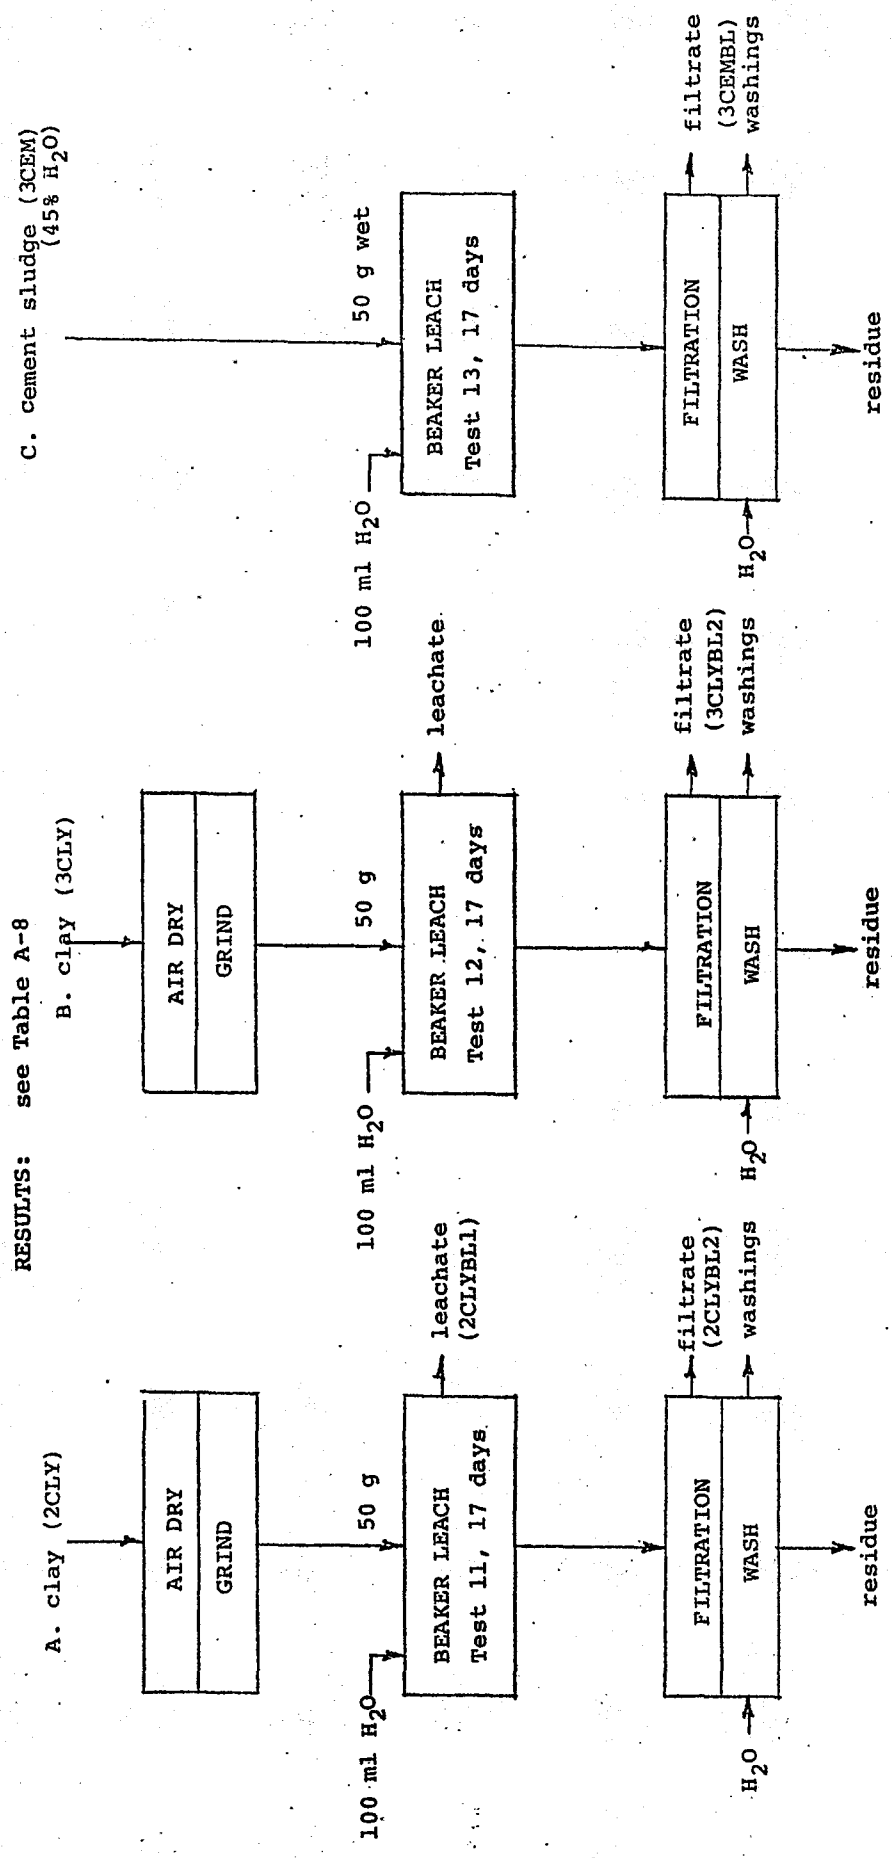 RESULTS: see Table A-8
A. clay (2CLY)
AIR DRY
GRIND
50 g
100 ml H₂O
BEAKER LEACH
Test 11, 17 days
leachate
(2CLYBL1)
FILTRATION
WASH
H₂O
filtrate
(2CLYBL2)
washings
residue
B. clay (3CLY)
AIR DRY
GRIND
50 g
100 ml H₂O
BEAKER LEACH
Test 12, 17 days
leachate
FILTRATION
WASH
H₂O
filtrate
(3CLYBL2)
washings
residue
C. cement sludge (3CEM)
(45% H₂O)
50 g wet
100 ml H₂O
BEAKER LEACH
Test 13, 17 days
FILTRATION
WASH
H₂O
filtrate
(3CEMBL)
washings
residue